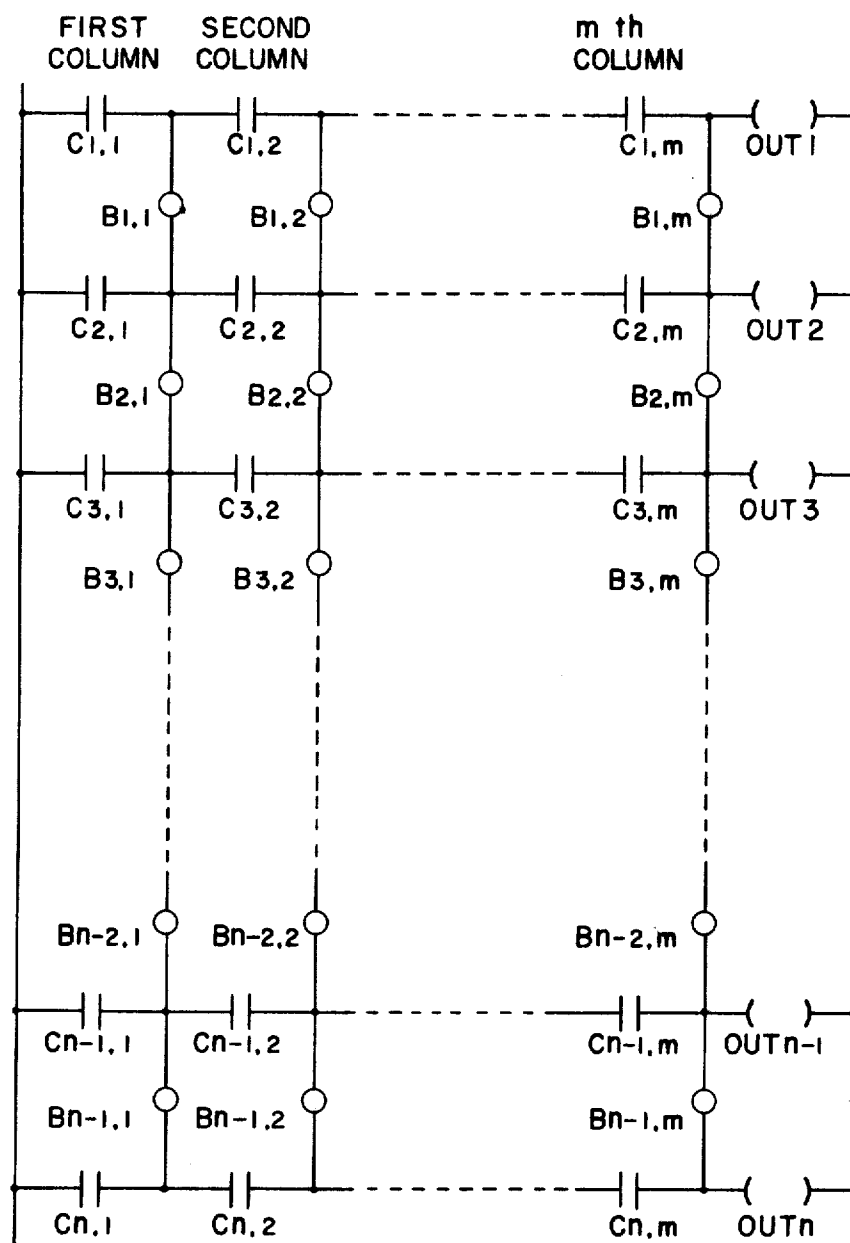 FIRST COLUMN SECOND COLUMN m th COLUMN
C1,1 C1,2 C1,m OUT1
B1,1 B1,2 B1,m
C2,1 C2,2 C2,m OUT2
B2,1 B2,2 B2,m
C3,1 C3,2 C3,m OUT3
B3,1 B3,2 B3,m
Bn-2,1 Bn-2,2 Bn-2,m
Cn-1,1 Cn-1,2 Cn-1,m OUTn-1
Bn-1,1 Bn-1,2 Bn-1,m
Cn,1 Cn,2 Cn,m OUTn